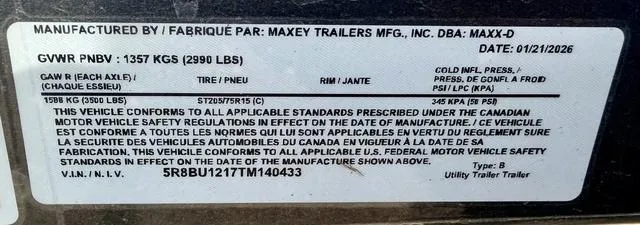 MANUFACTURED BY / FABRIQUÉ PAR: MAXEY TRAILERS MFG., INC. DBA: MAXX-D
DATE: 01/21/2026
GVWR PNBV : 1357 KGS (2990 LBS)
GAWR (EACH AXLE) / (CHAQUE ESSIEU)
TIRE / PNEU
RIM / JANTE
COLD INFL. PRESS. / PRESS. DE GONFL A FROID PSI / LPC (KPA)
1588 KG (3500 LBS)
ST205/75R15 (C)
345 KPA (50 PSI)
THIS VEHICLE CONFORMS TO ALL APPLICABLE STANDARDS PRESCRIBED UNDER THE CANADIAN
MOTOR VEHICLE SAFETY REGULATIONS IN EFFECT ON THE DATE OF MANUFACTURE / CE VEHICULE
EST CONFORME A TOUTES LES NORMES QUI LUI SONT APPLICABLES EN VERTU DU REGLEMENT SURE
LA SECURITE DES VEHICULES AUTOMOBILES DU CANADA EN VIGUEUR À LA DATE DE SA
FABRICATION. THIS VEHICLE CONFORMS TO ALL APPLICABLE U.S. FEDERAL MOTOR VEHICLE SAFETY
STANDARDS IN EFFECT ON THE DATE OF THE MANUFACTURE SHOWN ABOVE.
V.I.N. / N.I.V.
5R8BU1217TM140433
Type: B
Utility Trailer Trailer